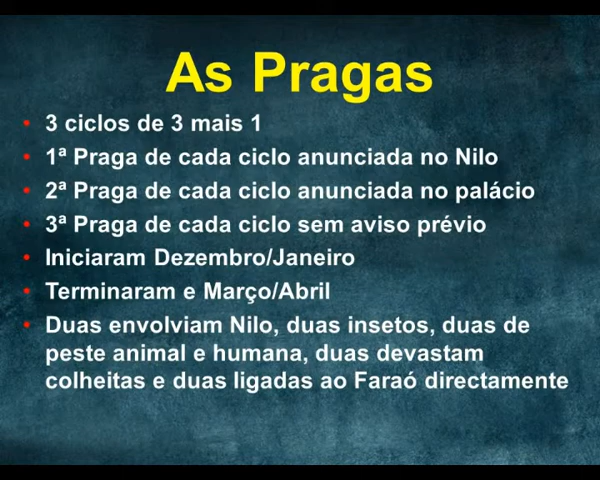 As Pragas
• 3 ciclos de 3 mais 1
• 1ª Praga de cada ciclo anunciada no Nilo
• 2ª Praga de cada ciclo anunciada no palácio
• 3ª Praga de cada ciclo sem aviso prévio
• Iniciaram Dezembro/Janeiro
• Terminaram e Março/Abril
• Duas envolviam Nilo, duas insetos, duas de
peste animal e humana, duas devastam
colheitas e duas ligadas ao Faraó directamente